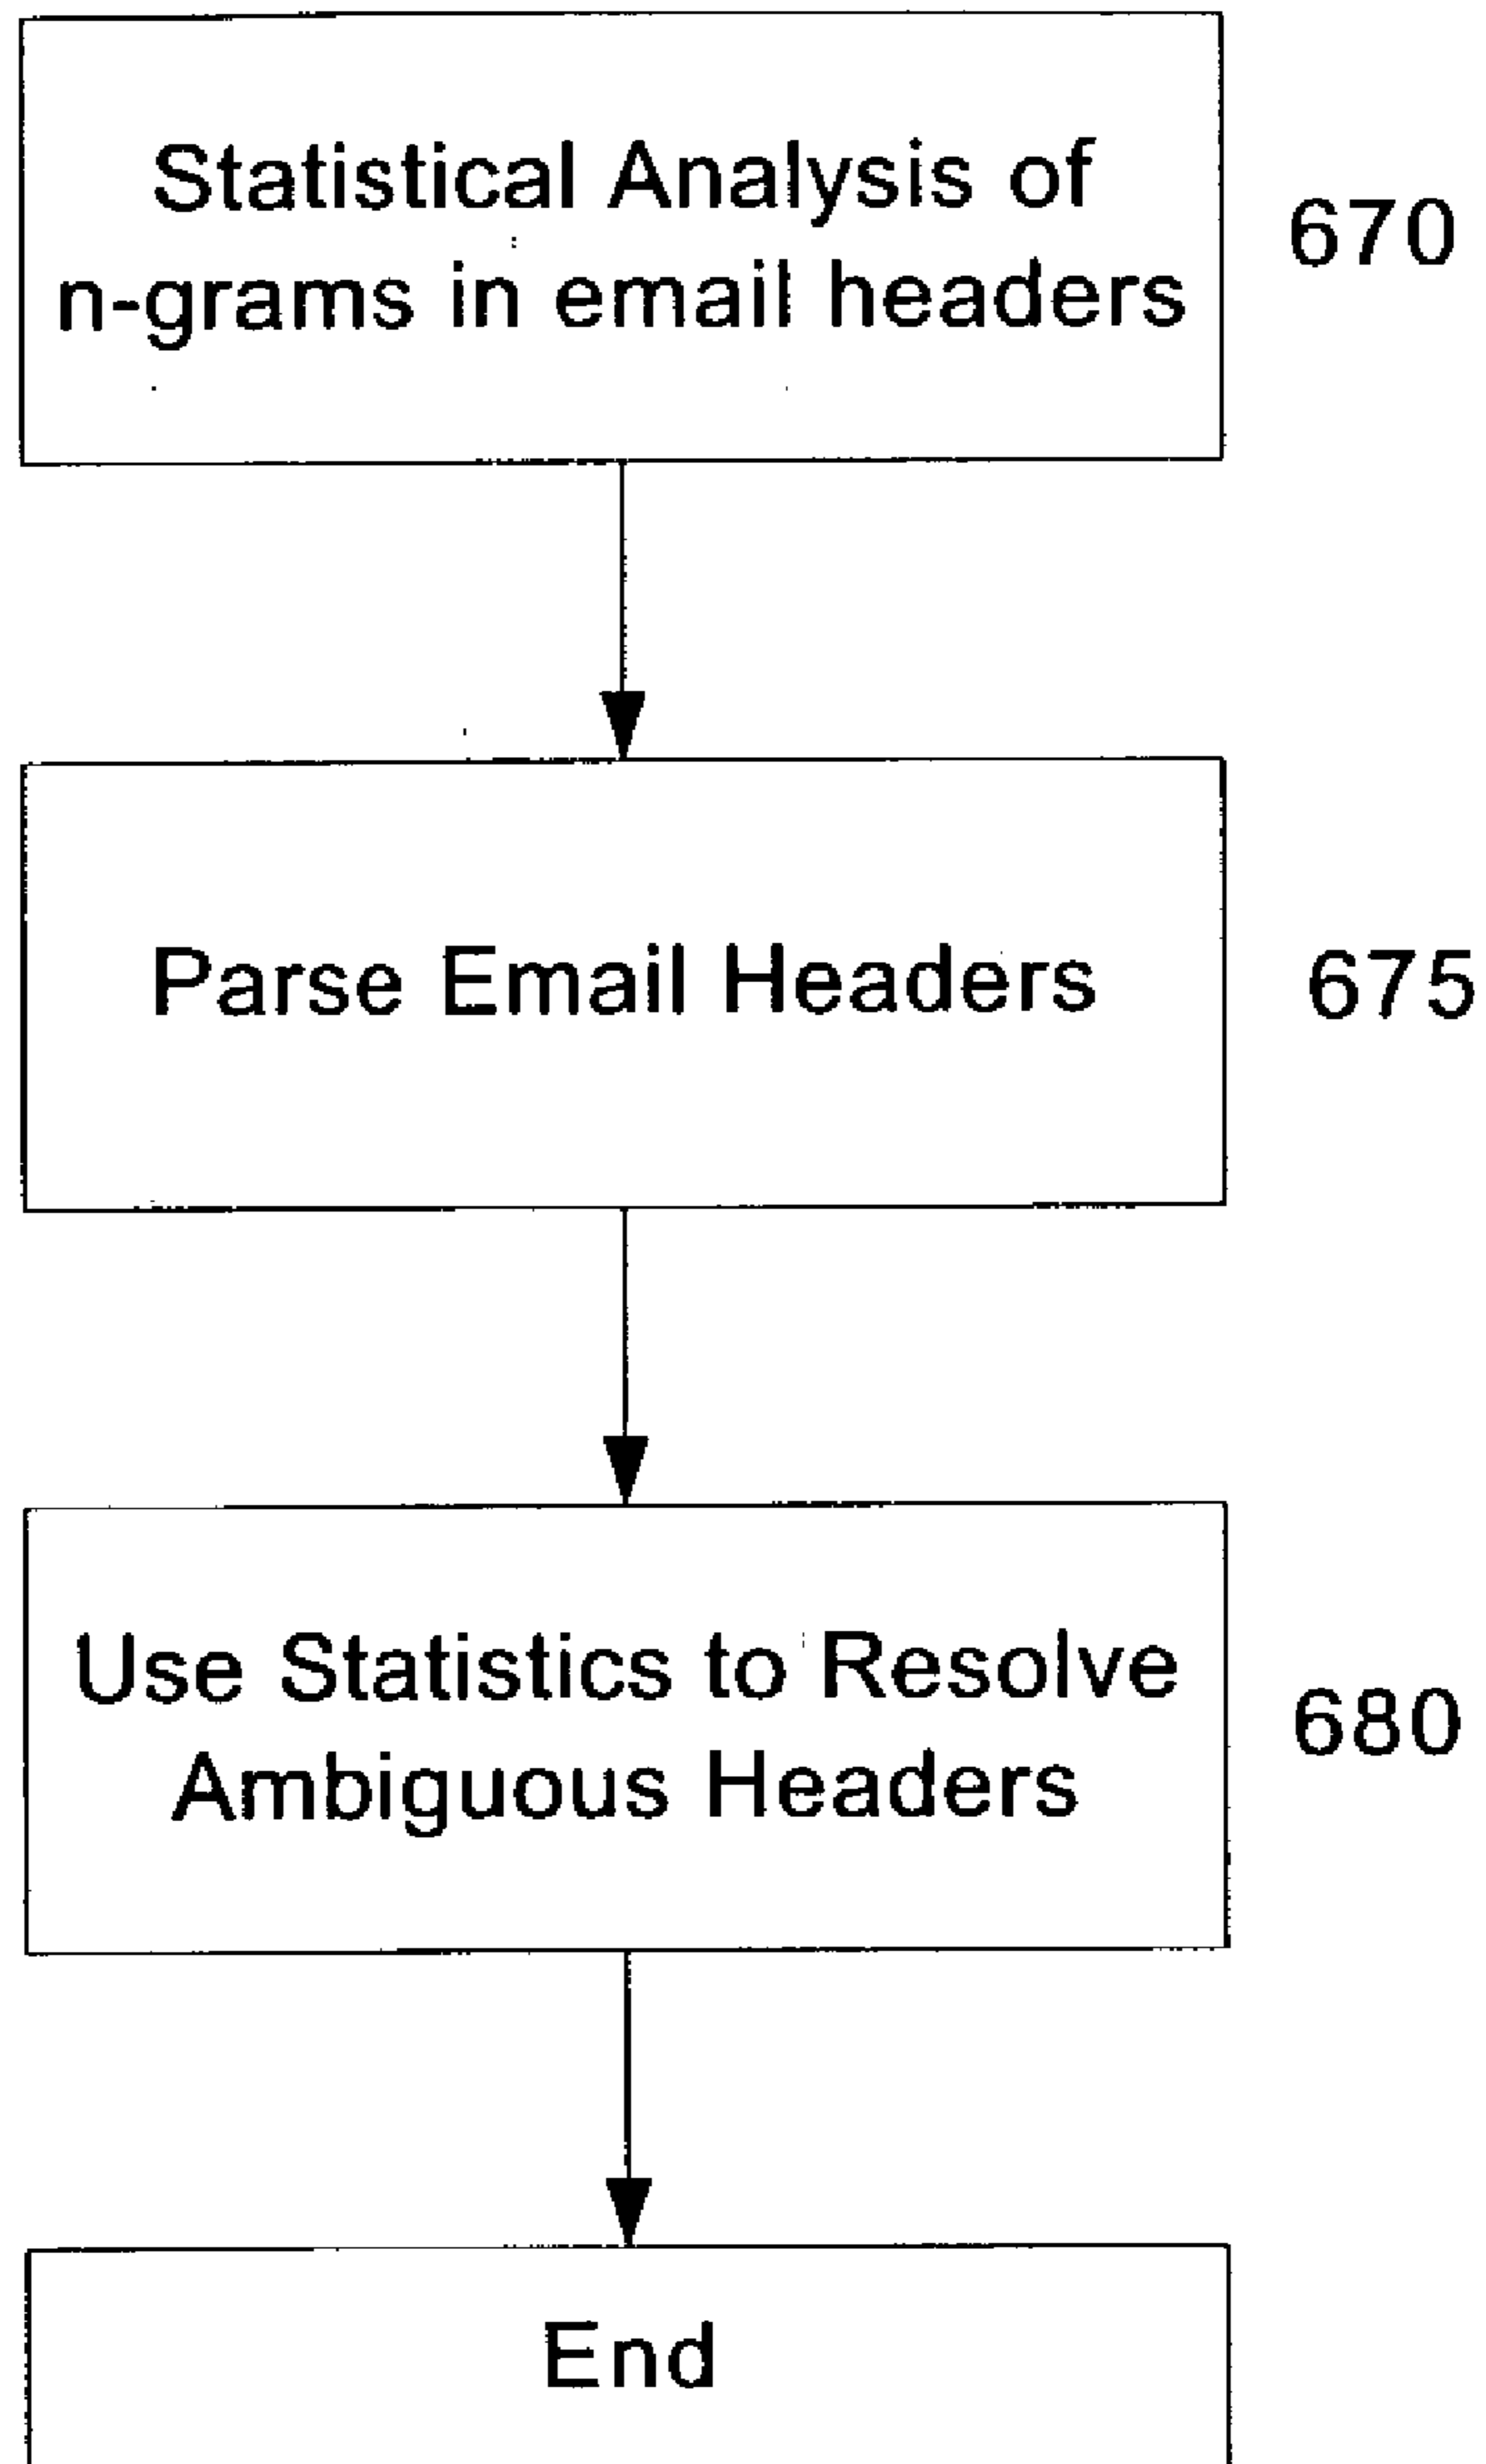 Statistical Analysis of
n-grams in email headers
670
Parse Email Headers
675
Use Statistics to Resolve
Ambiguous Headers
680
End